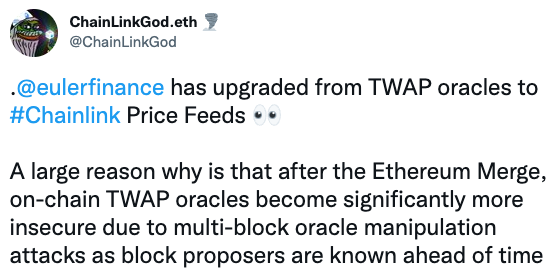 ChainLinkGod.eth 🌪️
@ChainLinkGod
.@eulerfinance has upgraded from TWAP oracles to
#Chainlink Price Feeds 👀
A large reason why is that after the Ethereum Merge,
on-chain TWAP oracles become significantly more
insecure due to multi-block oracle manipulation
attacks as block proposers are known ahead of time